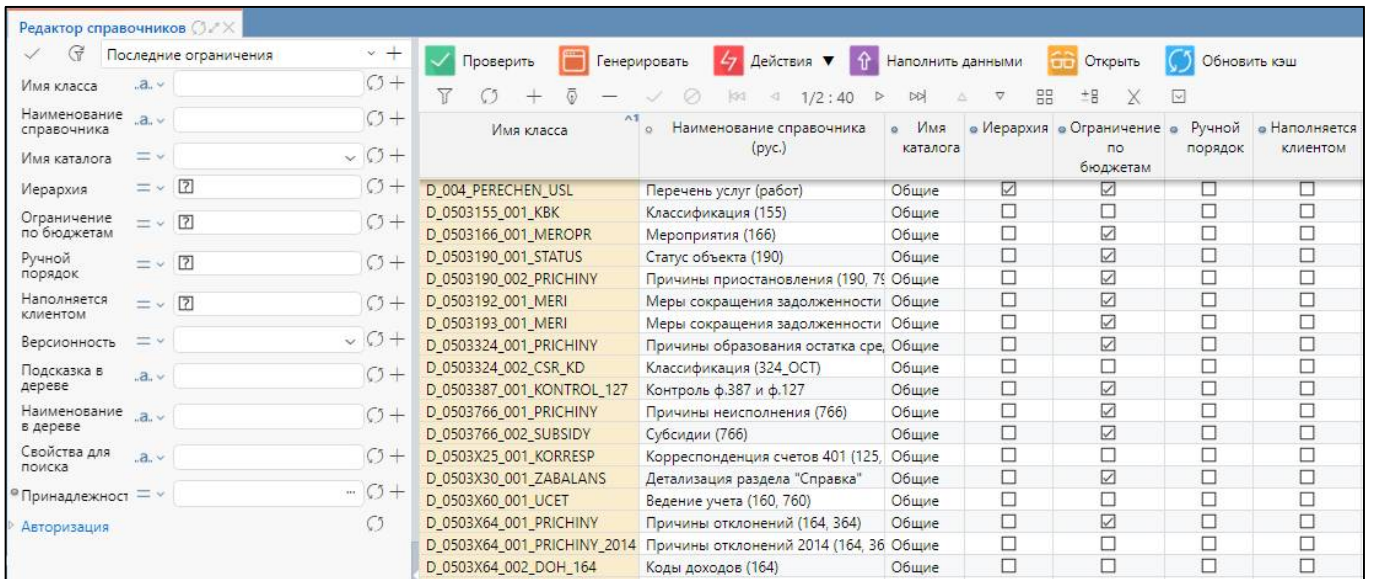 Редактор справочников
Последние ограничения
Имя класса
..a..
Наименование
справочника
..a..
Имя каталога
=
Иерархия
=
?
Ограничение
по бюджетам
=
?
Ручной
порядок
=
?
Наполняется
клиентом
=
?
Версионность
=
Подсказка в
дереве
..a..
Наименование
в дереве
..a..
Свойства для
поиска
..a..
Принадлежност
=
...
Авторизация
Проверить
Генерировать
Действия ▼
Наполнить данными
Открыть
Обновить кэш
1/2 : 40
Имя класса
^1
Наименование справочника
(рус.)
Имя
каталога
Иерархия
Ограничение
по
бюджетам
Ручной
порядок
Наполняется
клиентом
D_004_PERECHEN_USL Перечень услуг (работ) Общие
D_0503155_001_KBK Классификация (155) Общие
D_0503166_001_MEROPR Мероприятия (166) Общие
D_0503190_001_STATUS Статус объекта (190) Общие
D_0503190_002_PRICHINY Причины приостановления (190, 79 Общие
D_0503192_001_MERI Меры сокращения задолженности Общие
D_0503193_001_MERI Меры сокращения задолженности Общие
D_0503324_001_PRICHINY Причины образования остатка сре, Общие
D_0503324_002_CSR_KD Классификация (324_ОСТ) Общие
D_0503387_001_KONTROL_127 Контроль ф.387 и ф.127 Общие
D_0503766_001_PRICHINY Причины неисполнения (766) Общие
D_0503766_002_SUBSIDY Субсидии (766) Общие
D_0503X25_001_KORRESP Корреспонденция счетов 401 (125, Общие
D_0503X30_001_ZABALANS Детализация раздела "Справка" Общие
D_0503X60_001_UCET Ведение учета (160, 760) Общие
D_0503X64_001_PRICHINY Причины отклонений (164, 364) Общие
D_0503X64_001_PRICHINY_2014 Причины отклонений 2014 (164, 36 Общие
D_0503X64_002_DOH_164 Коды доходов (164) Общие